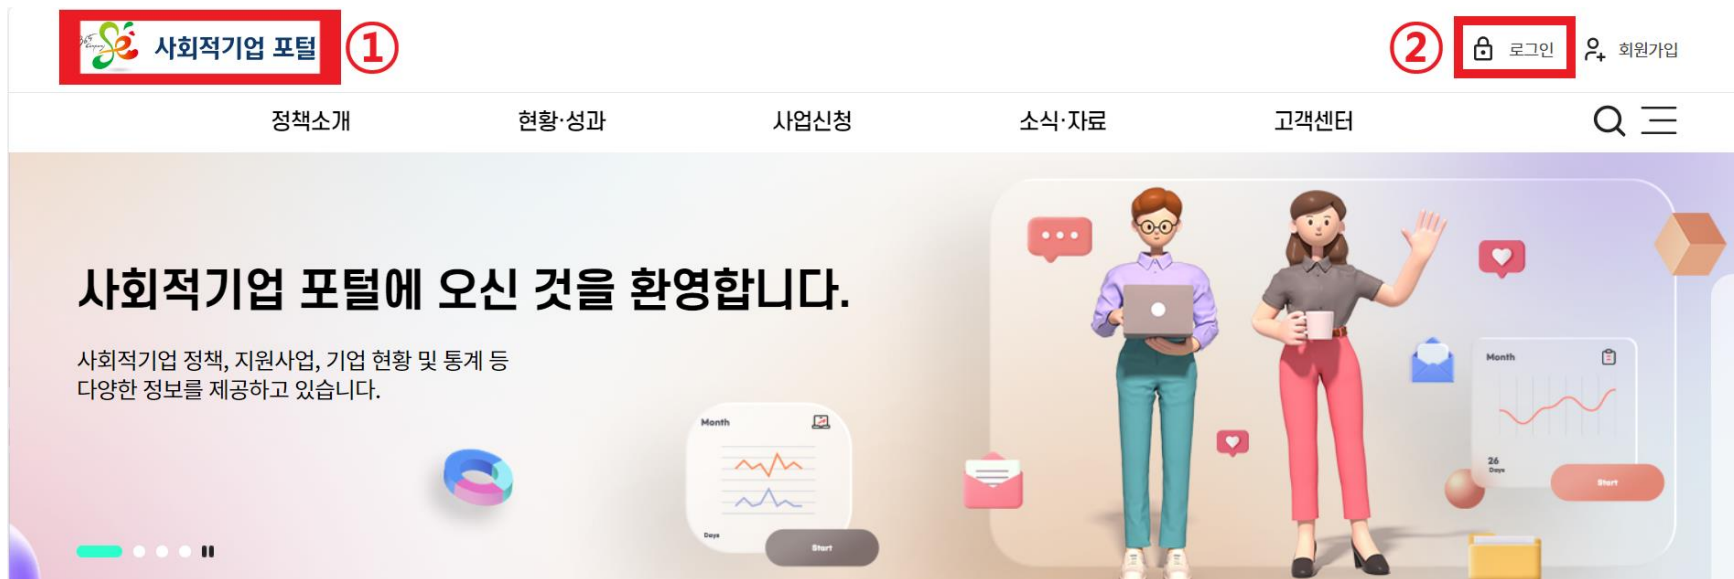 사회적기업 포털 ① ② 로그인 회원가입
정책소개 현황·성과 사업신청 소식·자료 고객센터
사회적기업 포털에 오신 것을 환영합니다.
사회적기업 정책, 지원사업, 기업 현황 및 통계 등
다양한 정보를 제공하고 있습니다.
Month
Days
Start
Month
26
Days
Start